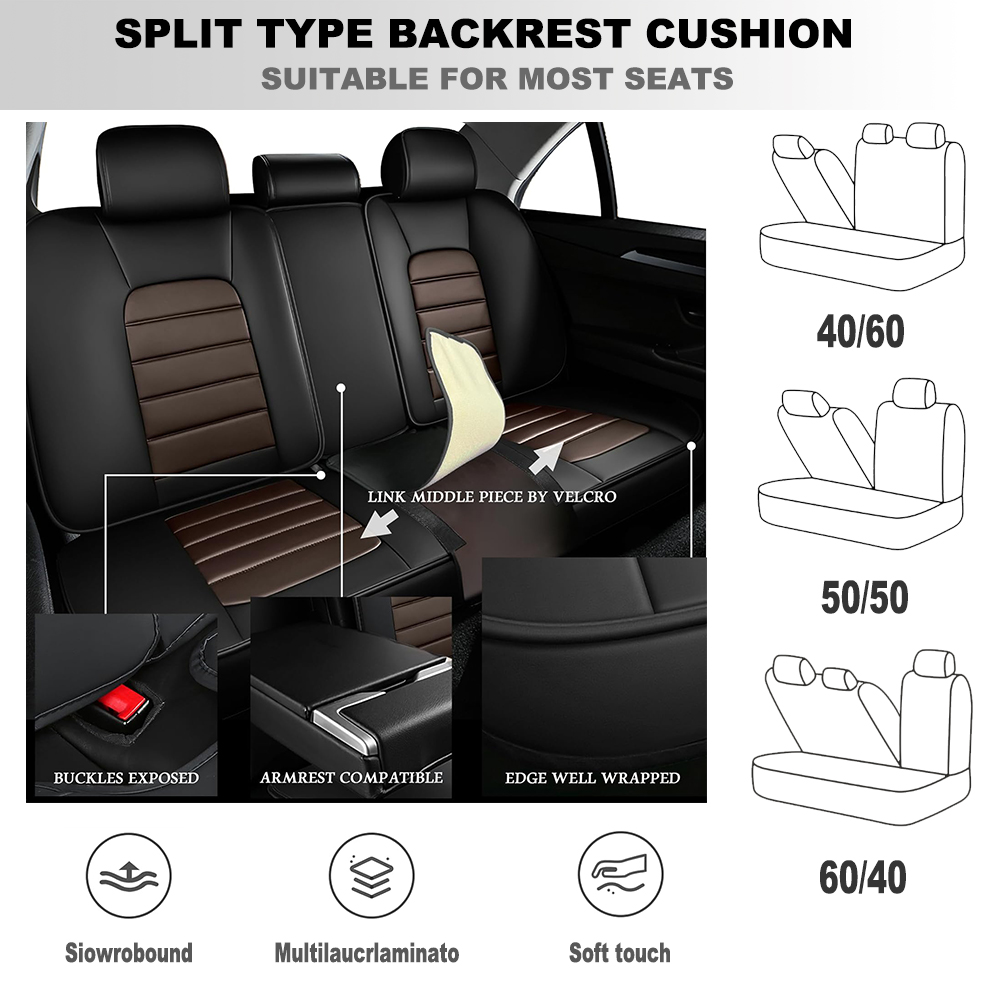 SPLIT TYPE BACKREST CUSHION
SUITABLE FOR MOST SEATS
40/60
LINK MIDDLE PIECE BY VELCRO
50/50
BUCKLES EXPOSED
ARMREST COMPATIBLE
EDGE WELL WRAPPED
60/40
Siowrobound
Multilaucrlaminato
Soft touch